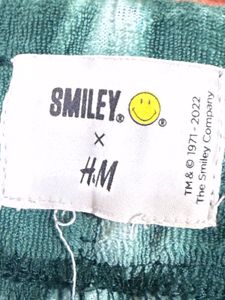 SMILEY®
×
H&M
TM & © 1971 - 2022
The Smiley Company